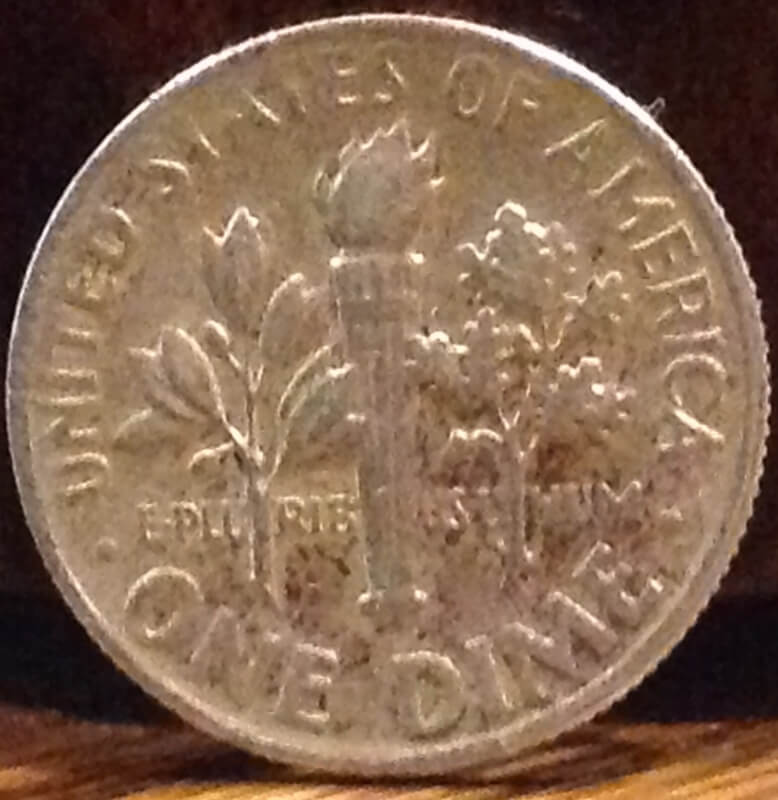 UNITED STATES OF AMERICA
E·PLURIBUS UNUM
ONE DIME